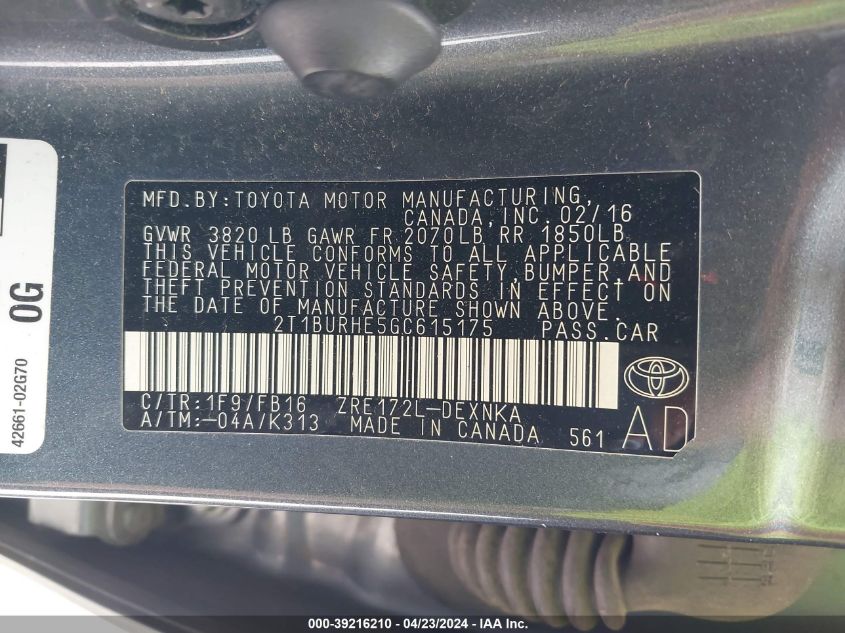 MFD.BY:TOYOTA MOTOR MANUFACTURING,
CANADA,INC.02/16
GVWR 3820 LB GAWR FR 2070LB RR 1850LB
THIS VEHICLE CONFORMS TO ALL APPLICABLE
FEDERAL MOTOR VEHICLE SAFETY,BUMPER,AND
THEFT PREVENTION STANDARDS IN EFFECT ON
THE DATE OF MANUFACTURE SHOWN ABOVE.
2T1BURHE5GC615175 PASS.CAR
C/TR:1F9/FB16 ZRE172L-DEXNKA
A/TM:-04A/K313 MADE IN CANADA 561 AD
42661-02G70 0G
000-39216210 - 04/23/2024 - IAA Inc.